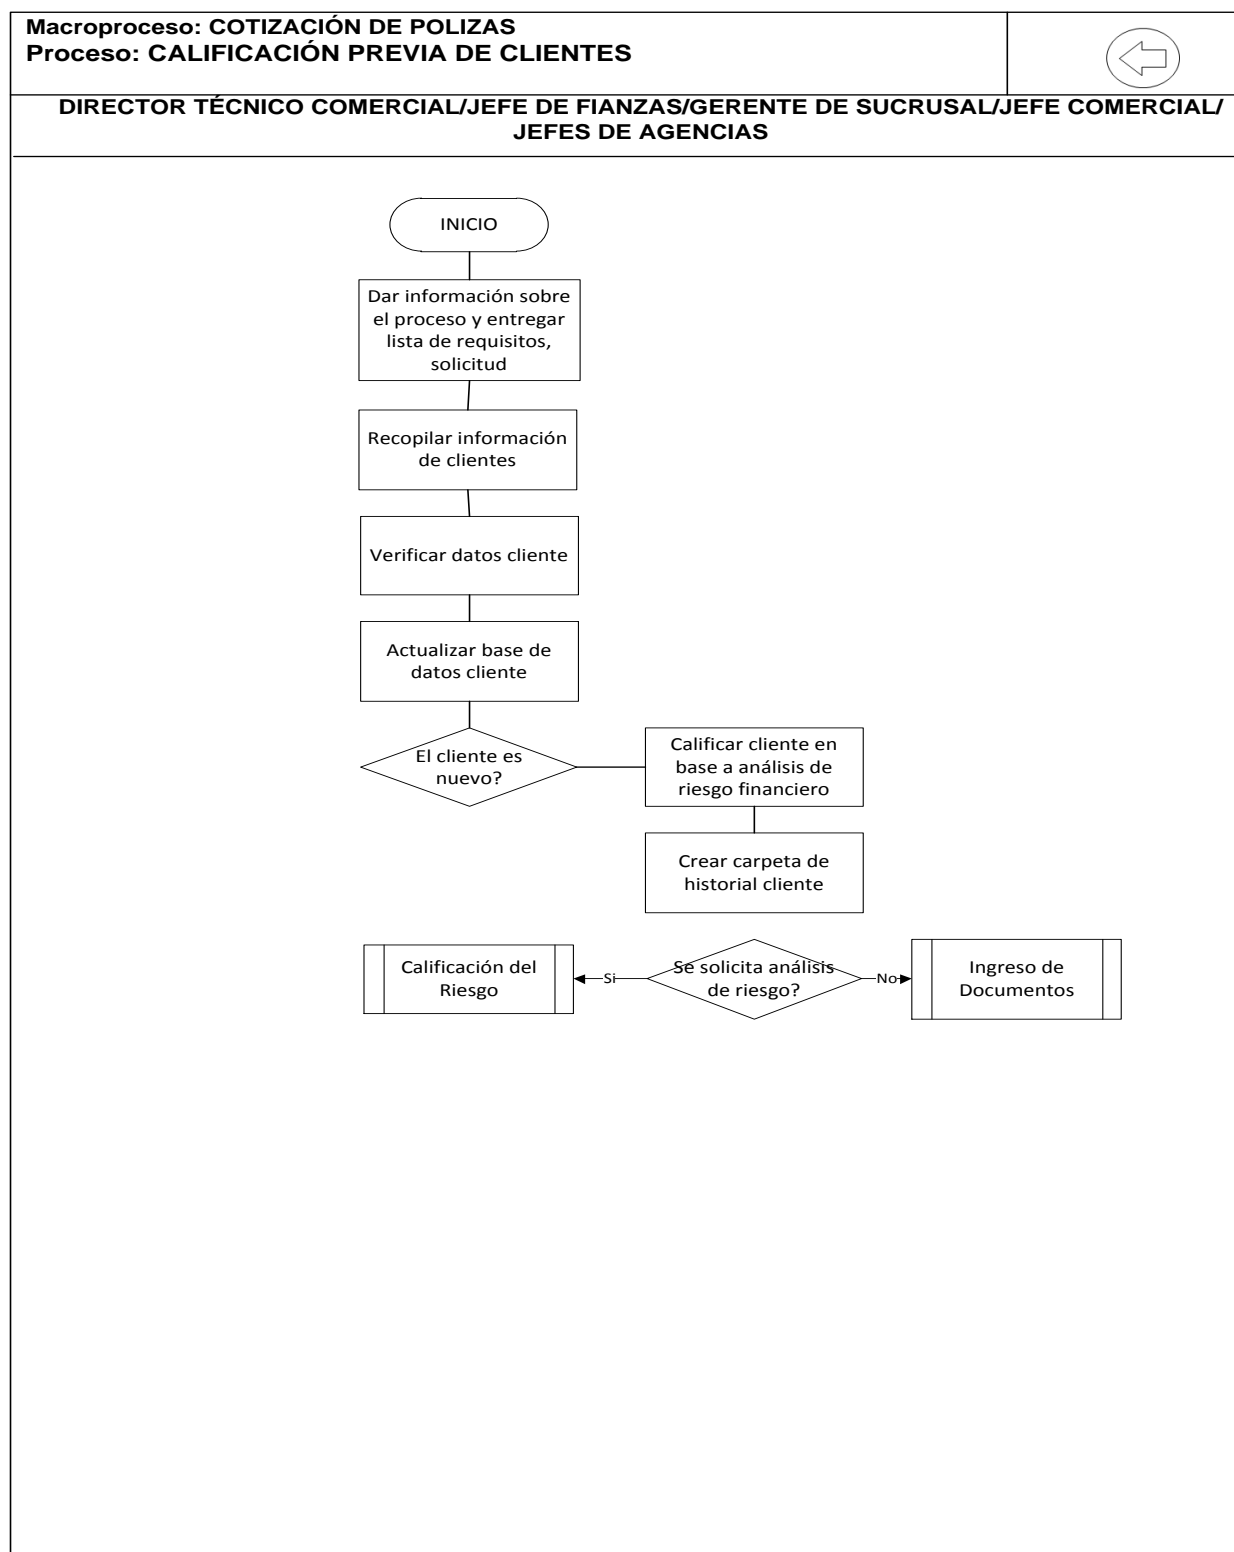 Macroproceso: COTIZACIÓN DE POLIZAS
Proceso: CALIFICACIÓN PREVIA DE CLIENTES
DIRECTOR TÉCNICO COMERCIAL/JEFE DE FIANZAS/GERENTE DE SUCRUSAL/JEFE COMERCIAL/
JEFES DE AGENCIAS
INICIO
Dar información sobre
el proceso y entregar
lista de requisitos,
solicitud
Recopilar información
de clientes
Verificar datos cliente
Actualizar base de
datos cliente
El cliente es
nuevo?
Calificar cliente en
base a análisis de
riesgo financiero
Crear carpeta de
historial cliente
Calificación del
Riesgo
Si
Se solicita análisis
de riesgo?
No
Ingreso de
Documentos